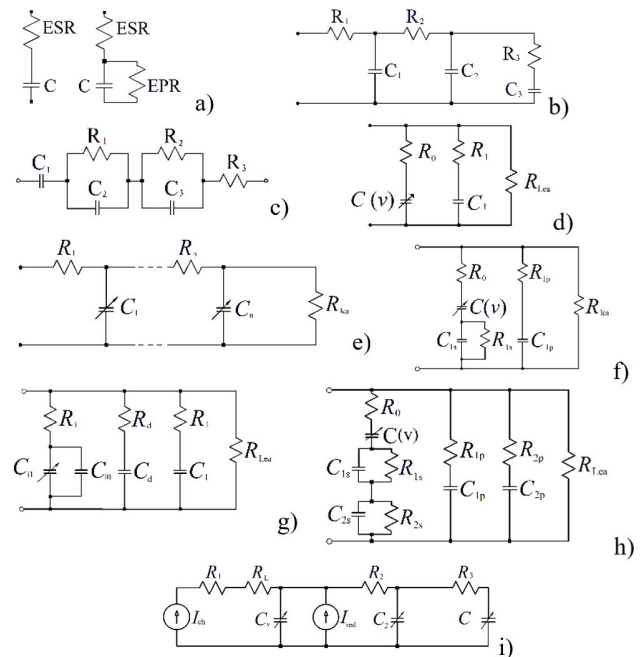 ESR
C
ESR
C
EPR
a)
R1
R2
R3
C1
C2
C3
b)
C1
R1
R2
C2
C3
R3
c)
R0
R1
C (v)
C1
RLea
d)
R1
C1
Cn
Rlea
e)
R0
R1p
C(v)
C1s
R1s
C1p
Rlea
f)
Ri
Rd
R1
Ci1
Ci0
Cd
C1
RLea
g)
R0
C(v)
C1s
R1s
C2s
R2s
R1p
C1p
R2p
C2p
RLea
h)
R1
RL
R2
R3
Ich
Cv
C2
C
i)